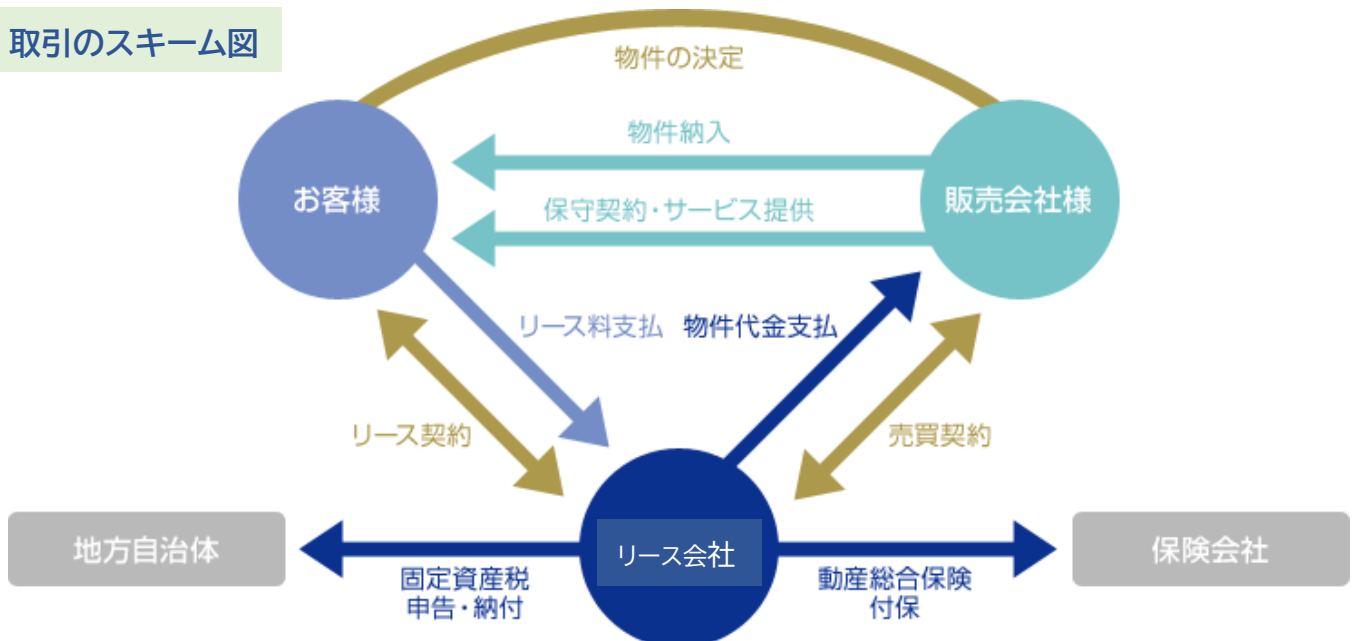 取引のスキーム図
物件の決定
物件納入
お客様
販売会社様
保守契約・サービス提供
リース料支払
物件代金支払
リース契約
売買契約
地方自治体
リース会社
保険会社
固定資産税
申告・納付
動産総合保険
付保